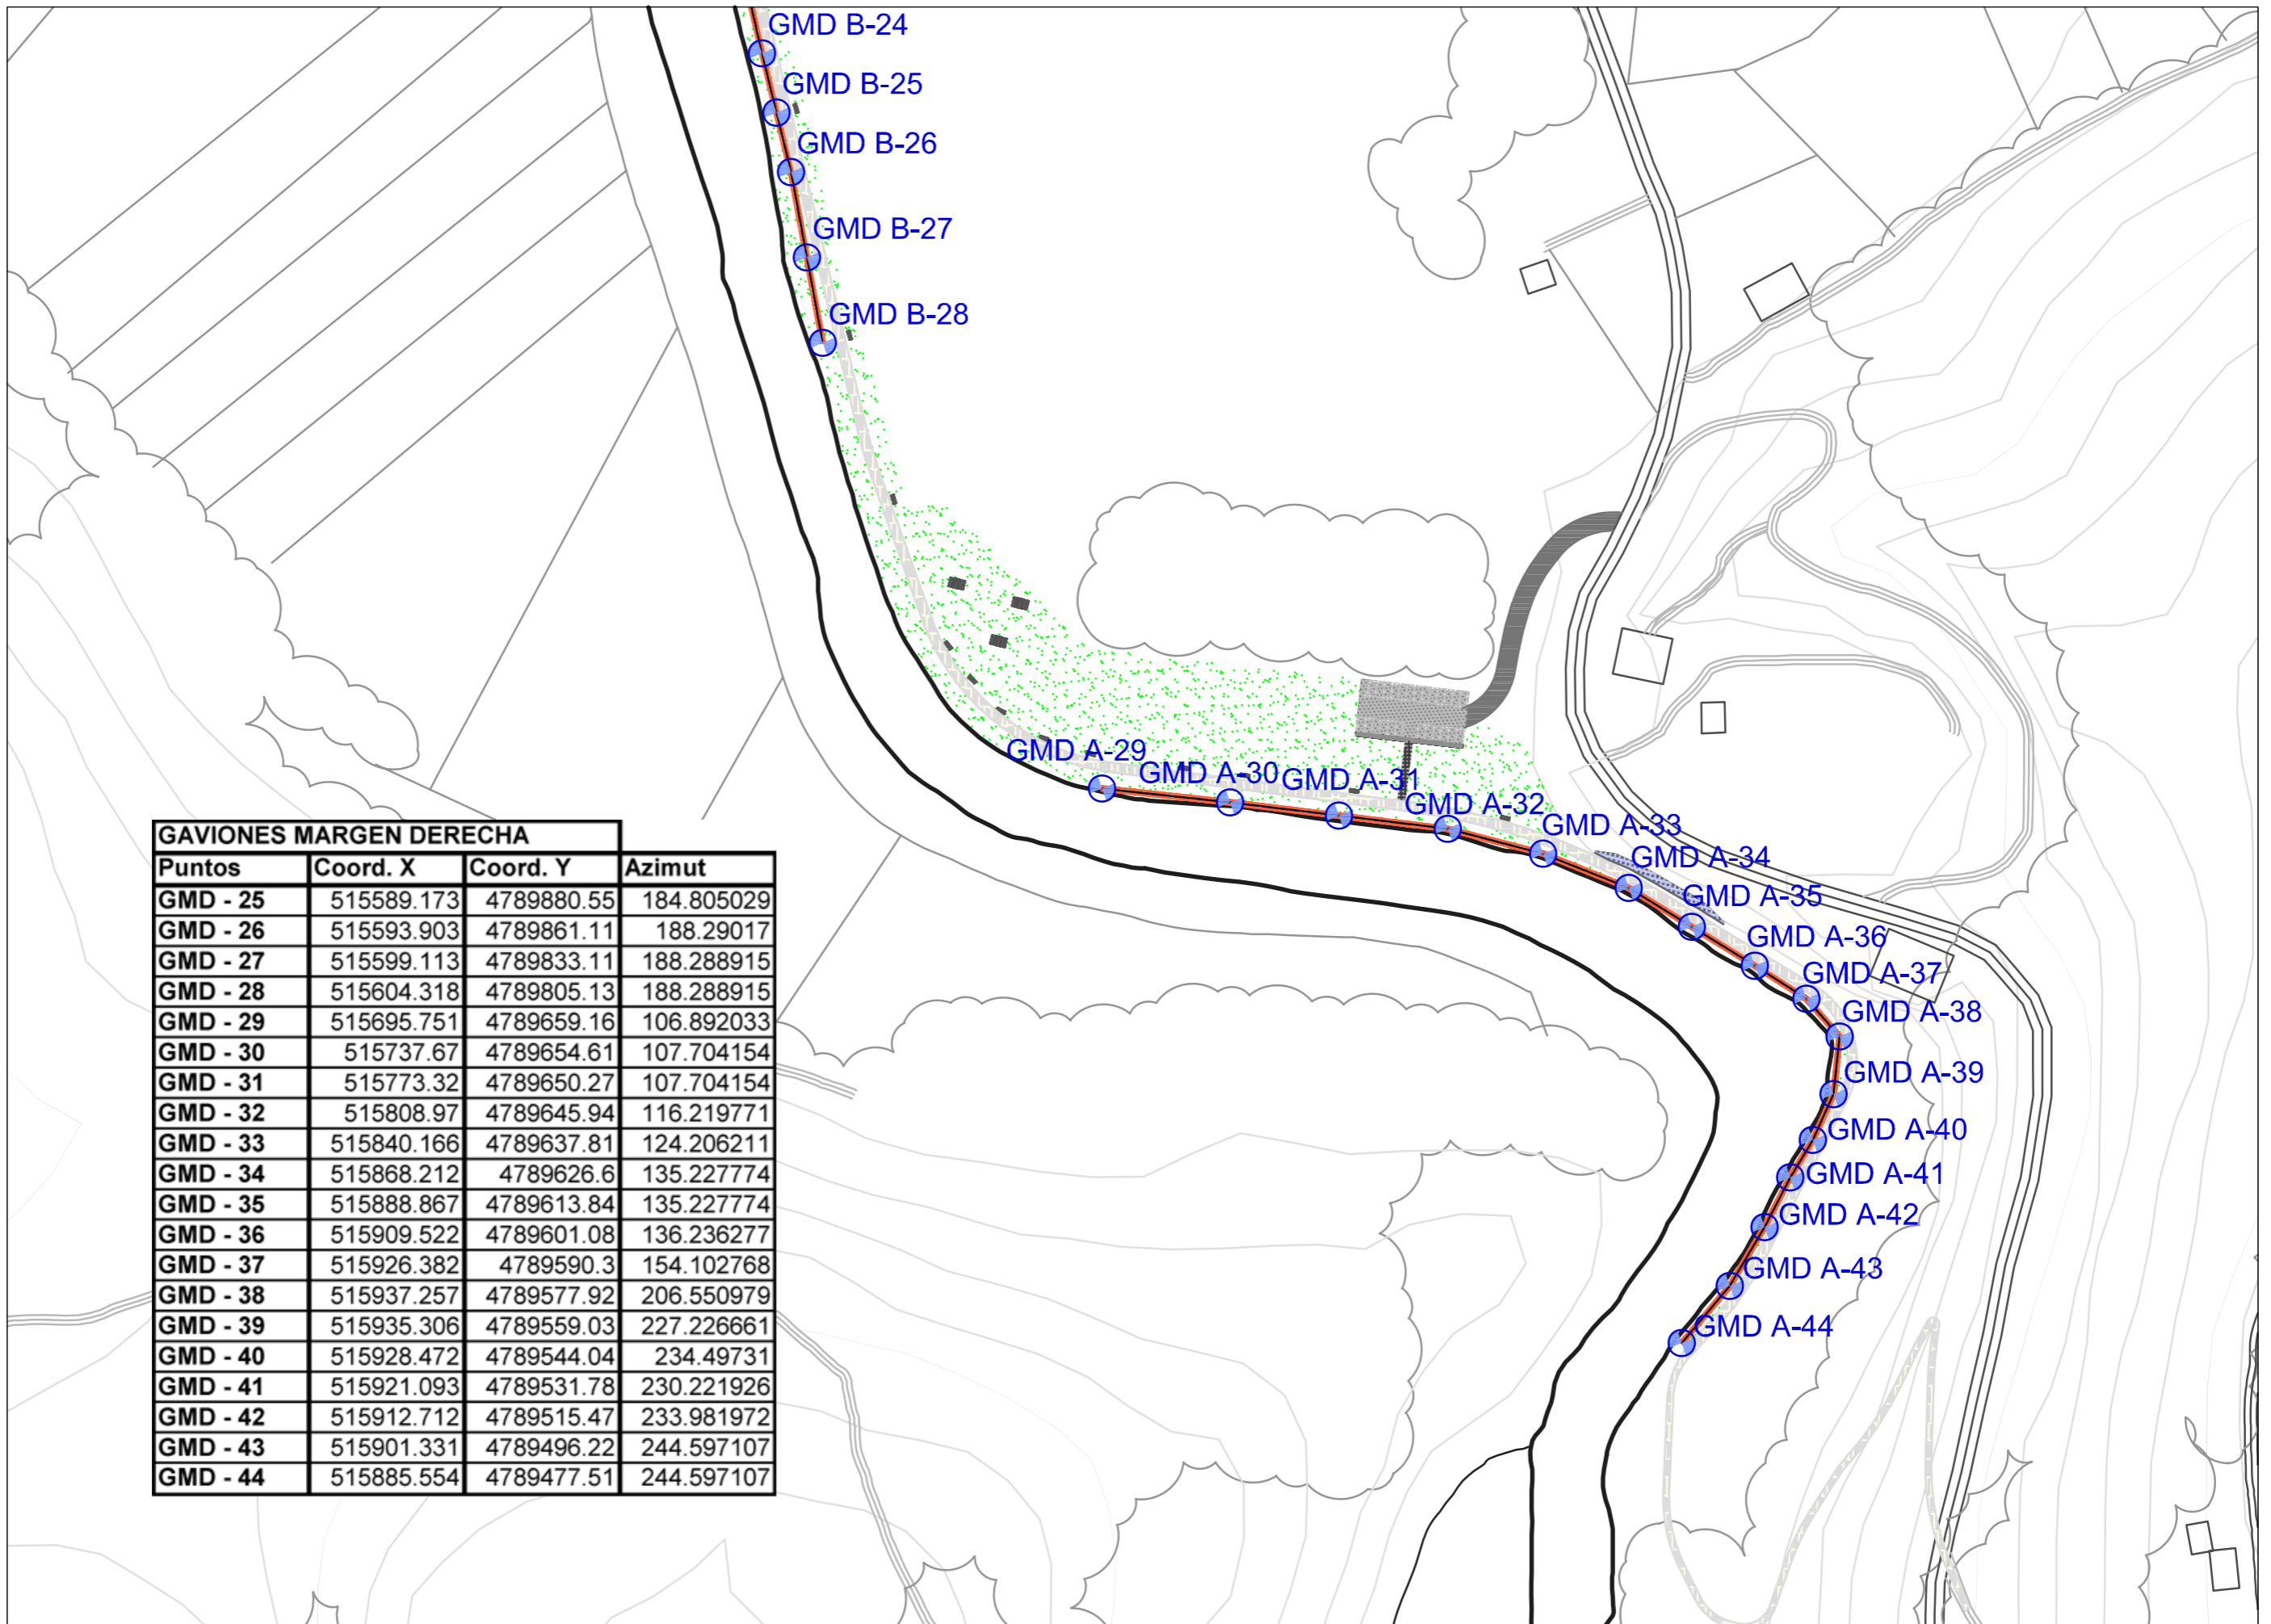 GMD B-24
GMD B-25
GMD B-26
GMD B-27
GMD B-28
GMD A-29
GMD A-30
GMD A-31
GMD A-32
GMD A-33
GMD A-34
GMD A-35
GMD A-36
GMD A-37
GMD A-38
GMD A-39
GMD A-40
GMD A-41
GMD A-42
GMD A-43
GMD A-44
GAVIONES MARGEN DERECHA
Puntos Coord. X Coord. Y Azimut
GMD - 25 515589.173 4789880.55 184.805029
GMD - 26 515593.903 4789861.11 188.29017
GMD - 27 515599.113 4789833.11 188.288915
GMD - 28 515604.318 4789805.13 188.288915
GMD - 29 515695.751 4789659.16 106.892033
GMD - 30 515737.67 4789654.61 107.704154
GMD - 31 515773.32 4789650.27 107.704154
GMD - 32 515808.97 4789645.94 116.219771
GMD - 33 515840.166 4789637.81 124.206211
GMD - 34 515868.212 4789626.6 135.227774
GMD - 35 515888.867 4789613.84 135.227774
GMD - 36 515909.522 4789601.08 136.236277
GMD - 37 515926.382 4789590.3 154.102768
GMD - 38 515937.257 4789577.92 206.550979
GMD - 39 515935.306 4789559.03 227.226661
GMD - 40 515928.472 4789544.04 234.49731
GMD - 41 515921.093 4789531.78 230.221926
GMD - 42 515912.712 4789515.47 233.981972
GMD - 43 515901.331 4789496.22 244.597107
GMD - 44 515885.554 4789477.51 244.597107